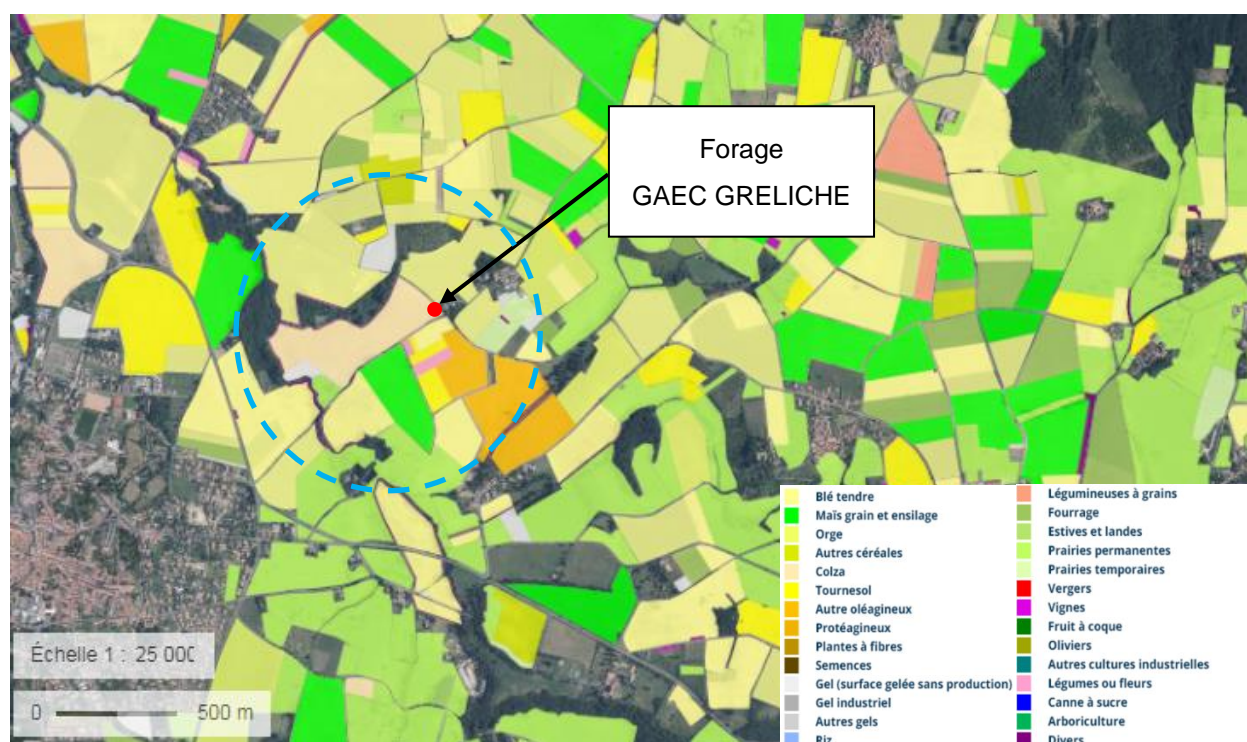 Forage
GAEC GRELICHE
Blé tendre
Maïs grain et ensilage
Orge
Autres céréales
Colza
Tournesol
Autre oléagineux
Protéagineux
Plantes à fibres
Semences
Gel (surface gelée sans production)
Gel industriel
Autres gels
Riz
Légumineuses à grains
Fourrage
Estives et landes
Prairies permanentes
Prairies temporaires
Vergers
Vignes
Fruit à coque
Oliviers
Autres cultures industrielles
Légumes ou fleurs
Canne à sucre
Arboriculture
Divers
Échelle 1 : 25 000
0 500 m